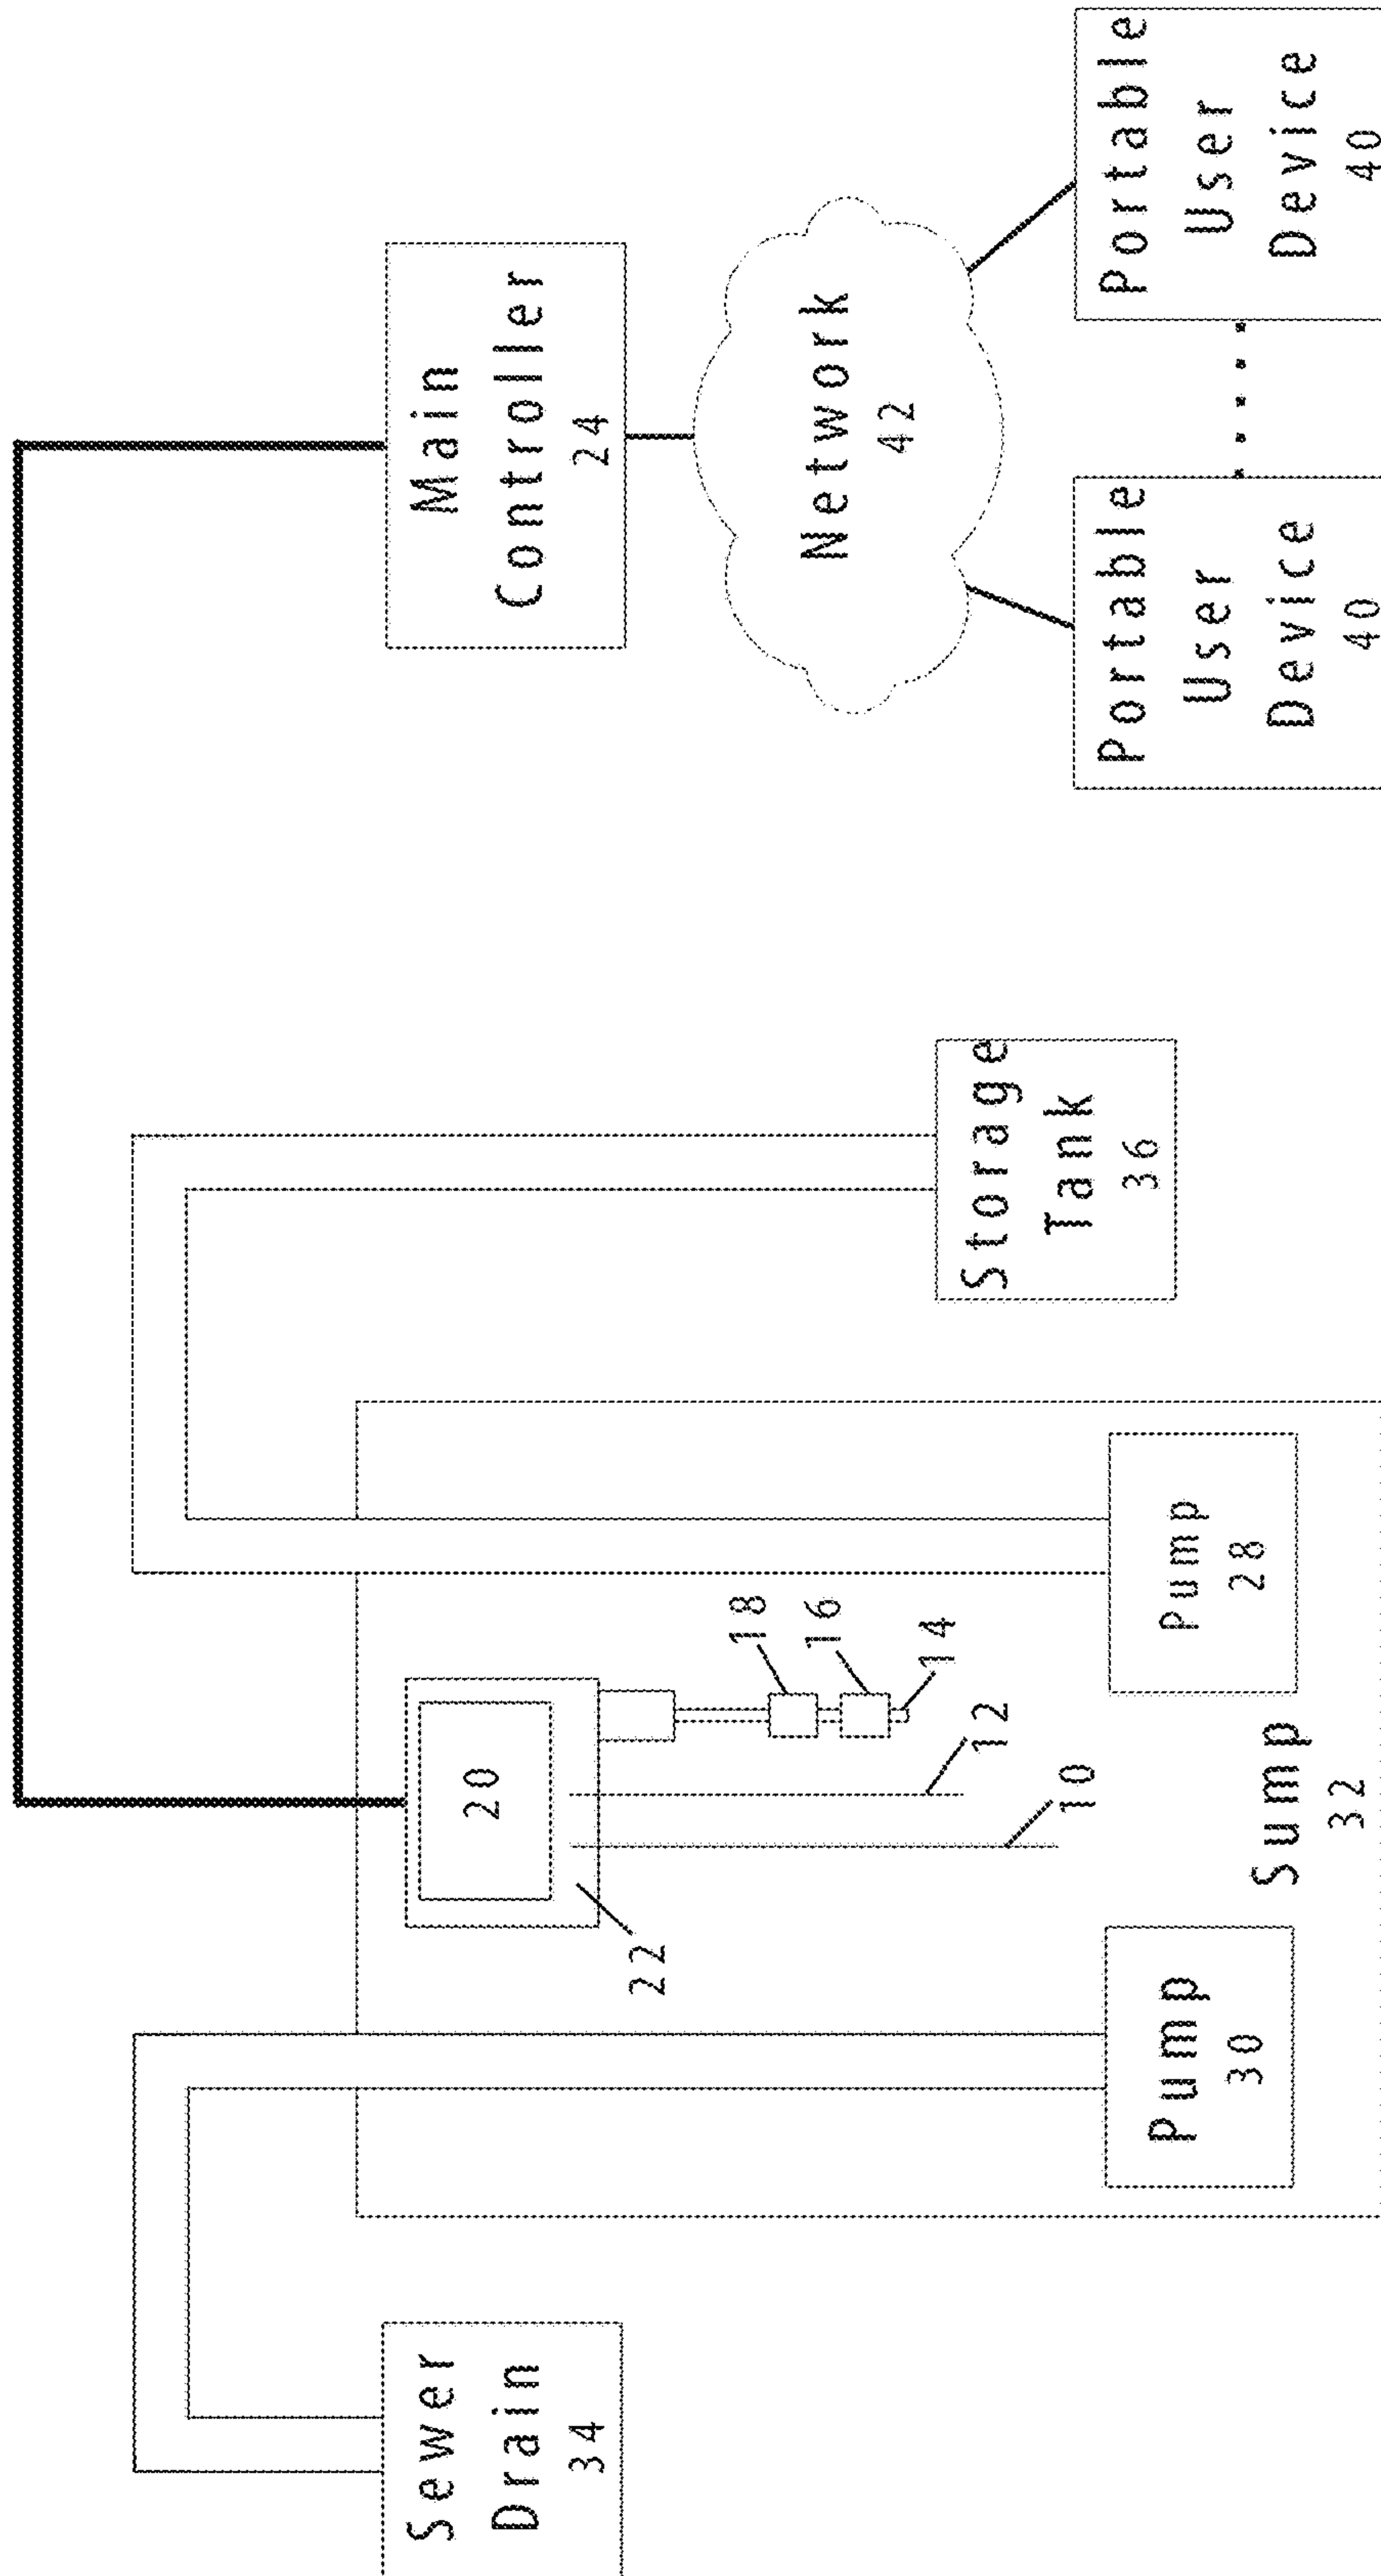 Main
Controller
24
Network
42
Portable
User
Device
40
Portable
User
Device
40
Storage
Tank
36
Sewer
Drain
34
20
22
18
16
14
12
10
Pump
30
Pump
28
Sump
32